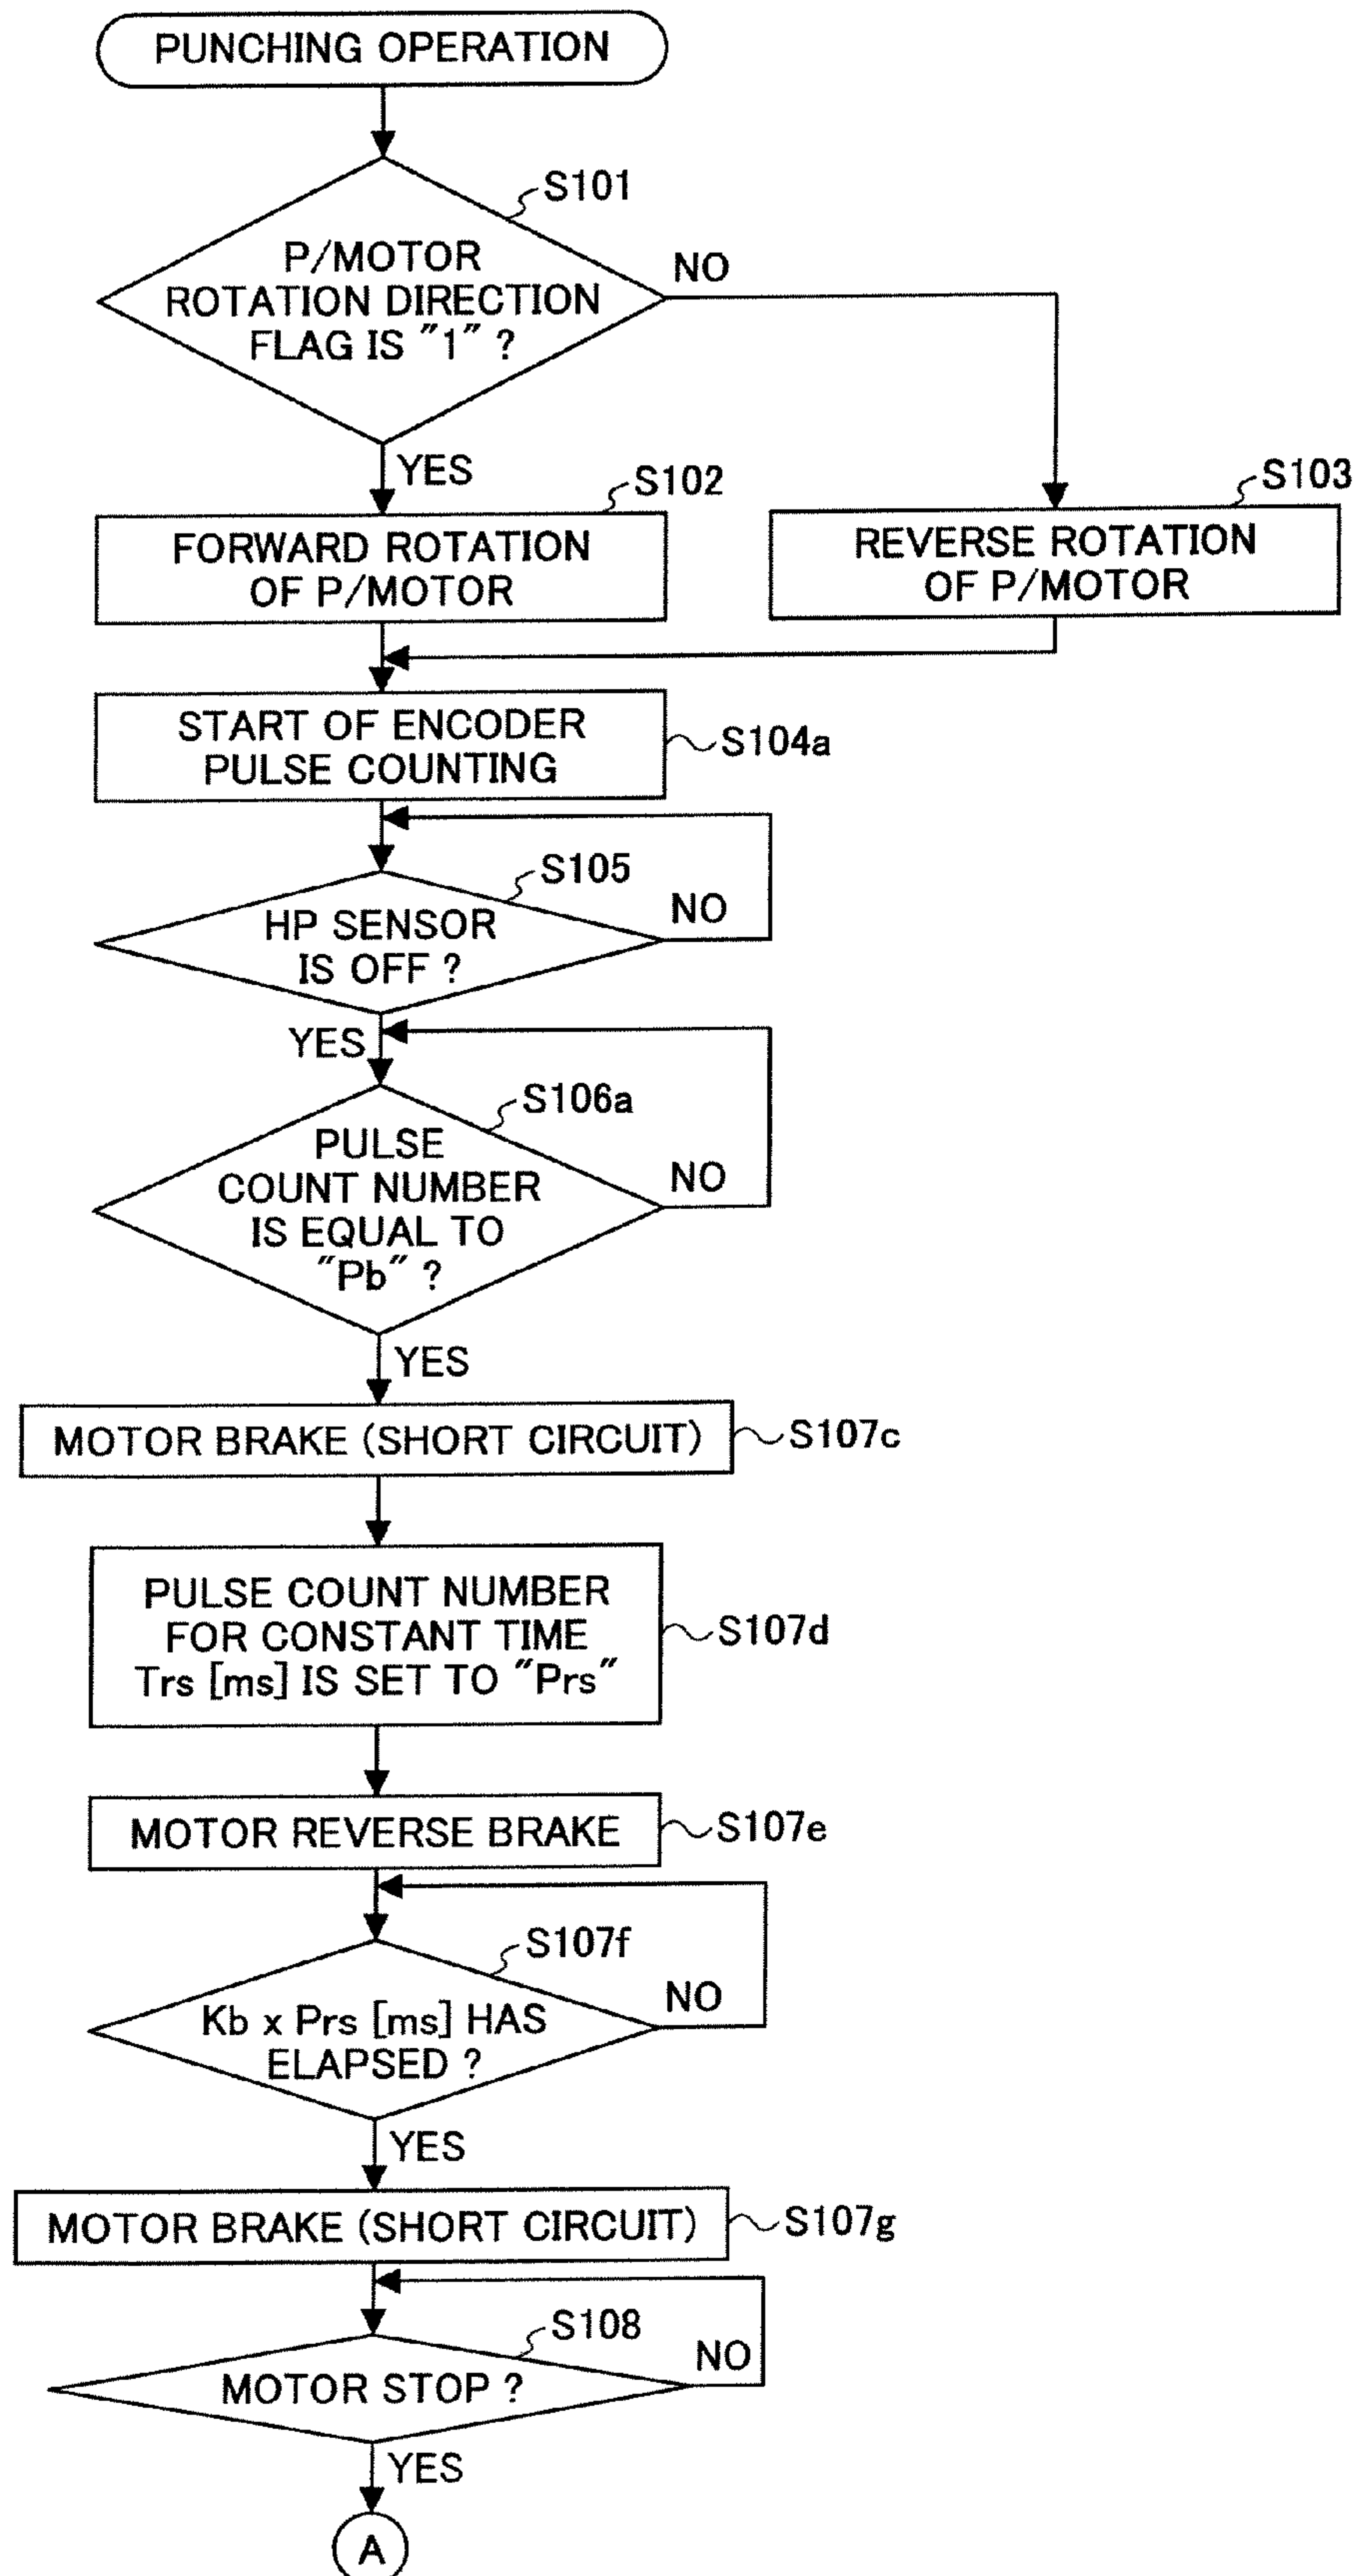 PUNCHING OPERATION
S101
P/MOTOR
ROTATION DIRECTION
FLAG IS "1" ?
NO
YES
S102
FORWARD ROTATION
OF P/MOTOR
S103
REVERSE ROTATION
OF P/MOTOR
START OF ENCODER
PULSE COUNTING
S104a
S105
HP SENSOR
IS OFF ?
NO
YES
S106a
PULSE
COUNT NUMBER
IS EQUAL TO
"Pb" ?
NO
YES
MOTOR BRAKE (SHORT CIRCUIT)
S107c
PULSE COUNT NUMBER
FOR CONSTANT TIME
Trs [ms] IS SET TO "Prs"
S107d
MOTOR REVERSE BRAKE
S107e
S107f
Kb x Prs [ms] HAS
ELAPSED ?
NO
YES
MOTOR BRAKE (SHORT CIRCUIT)
S107g
S108
MOTOR STOP ?
NO
YES
A